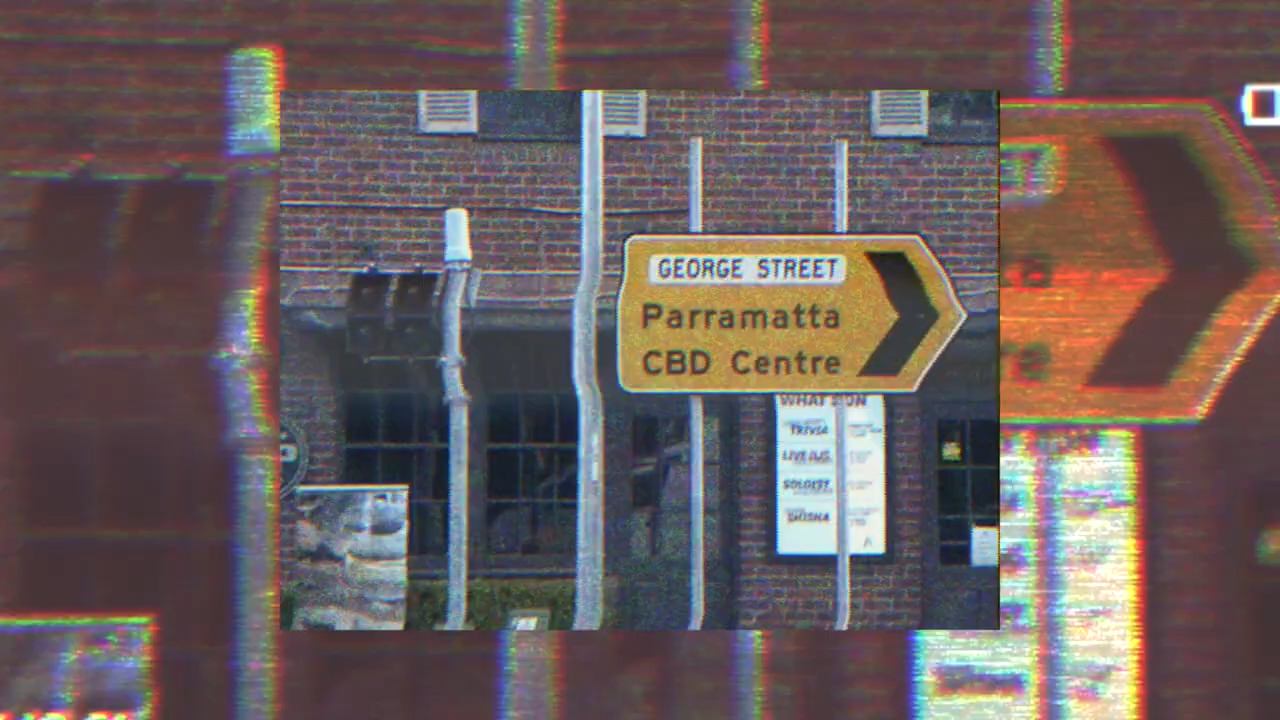 GEORGE STREET
Parramatta
CBD Centre
WHAT'S ON
TRIVIA
LIVE DJS
SOLOIST
SHISHA